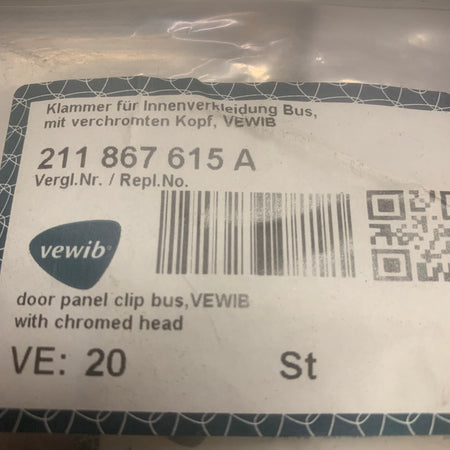 Klammer für Innenverkleidung Bus,
mit verchromten Kopf, VEWIB
211 867 615 A
Vergl.Nr. / Repl.No.
vewib®
door panel clip bus,VEWIB
with chromed head
VE: 20 St